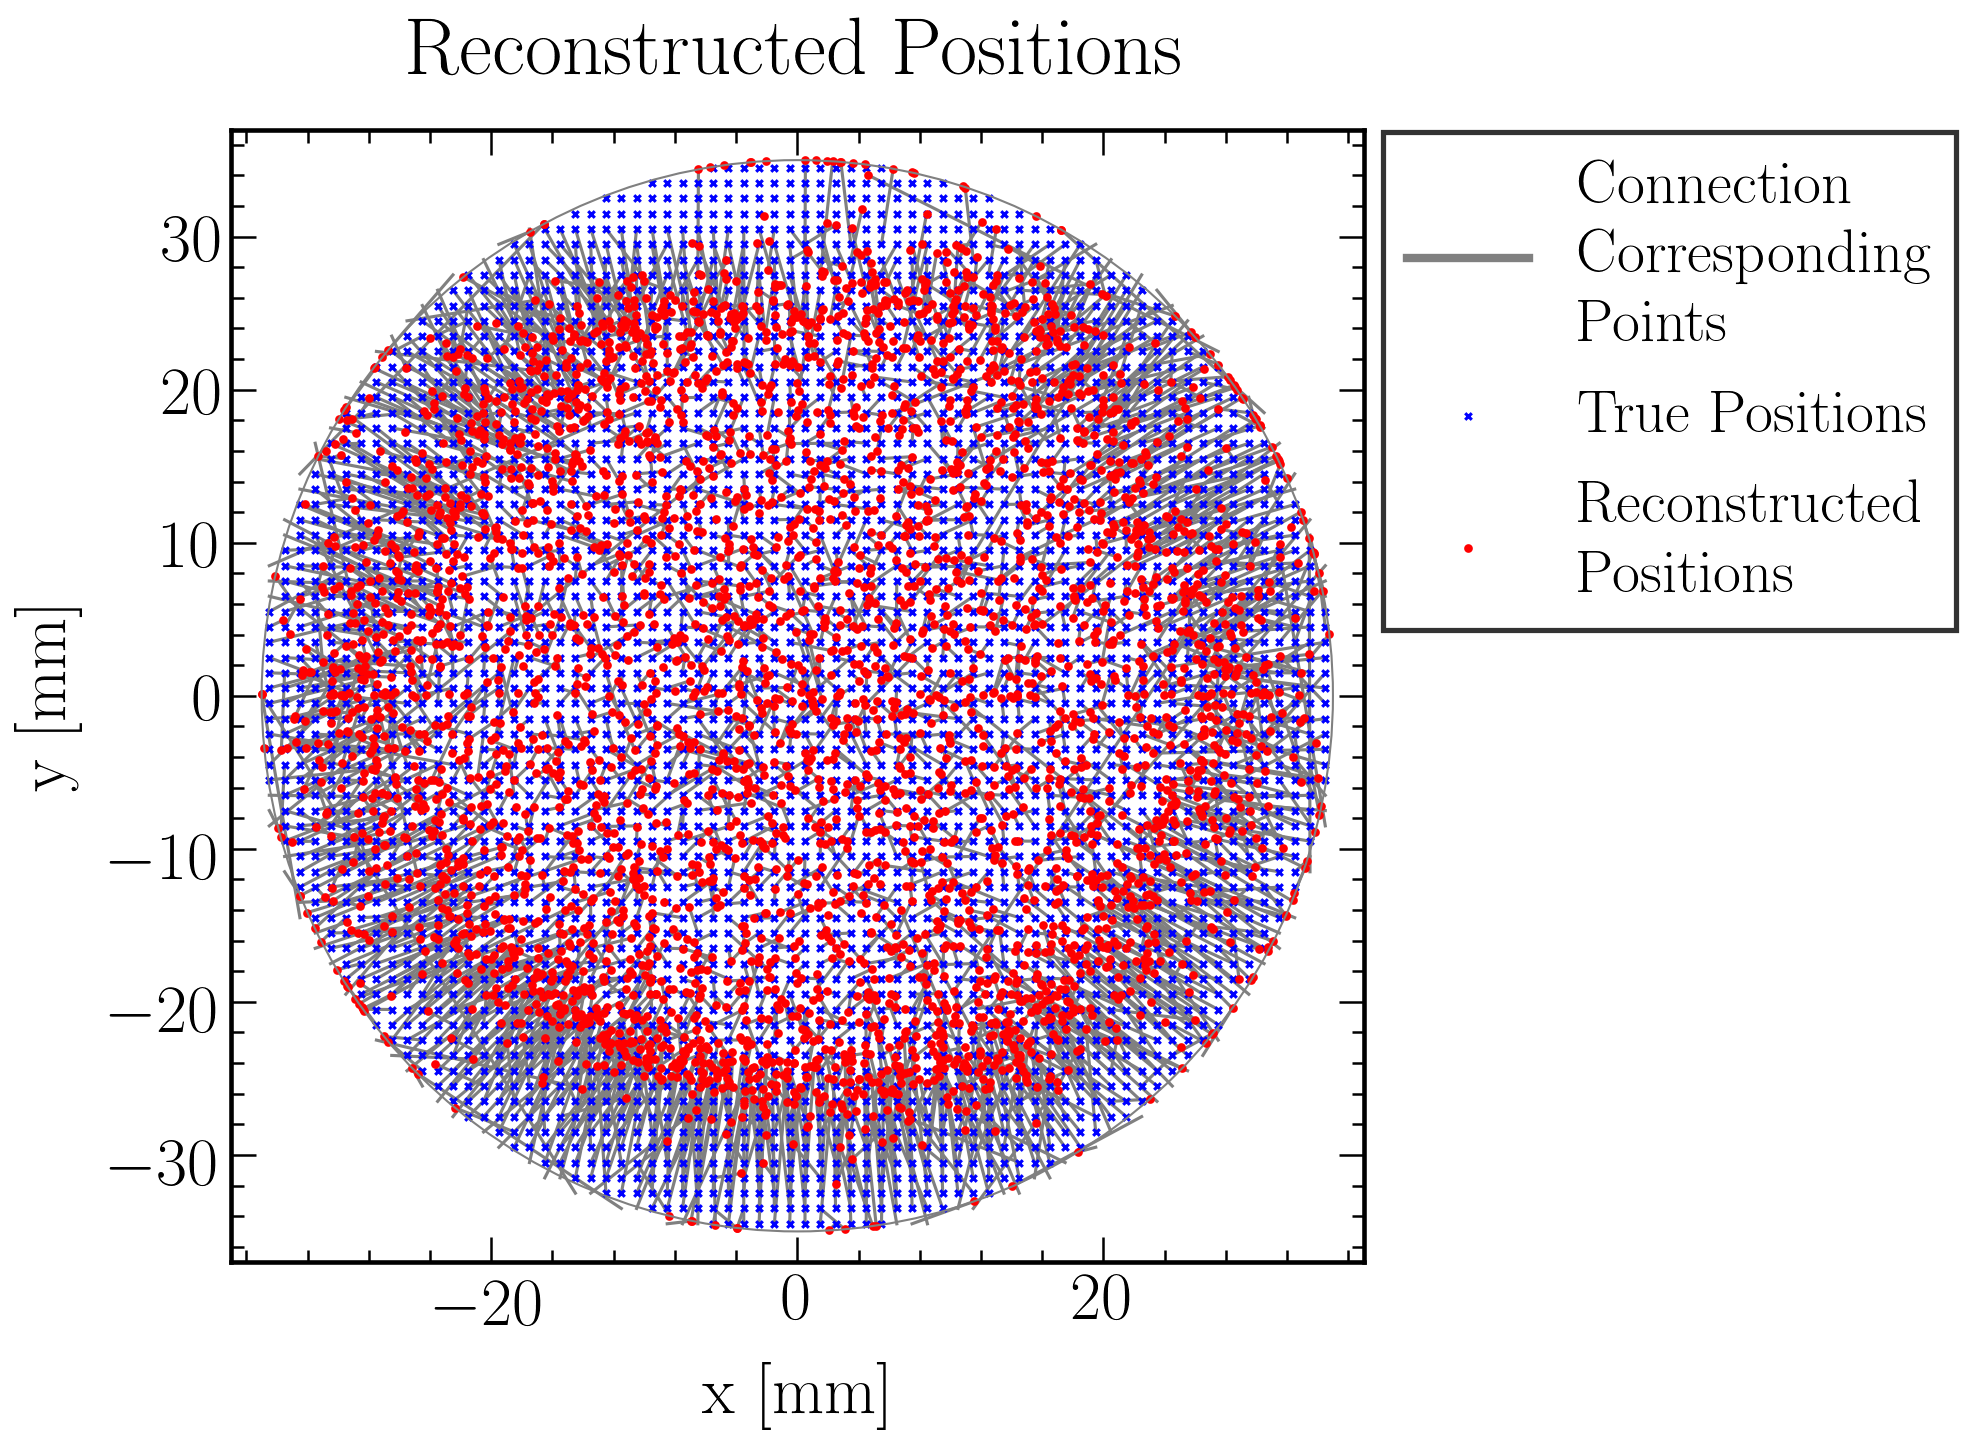 Reconstructed Positions
Connection
Corresponding
Points
True Positions
Reconstructed
Positions
y [mm]
30
20
10
0
−10
−20
−30
−20
0
20
x [mm]